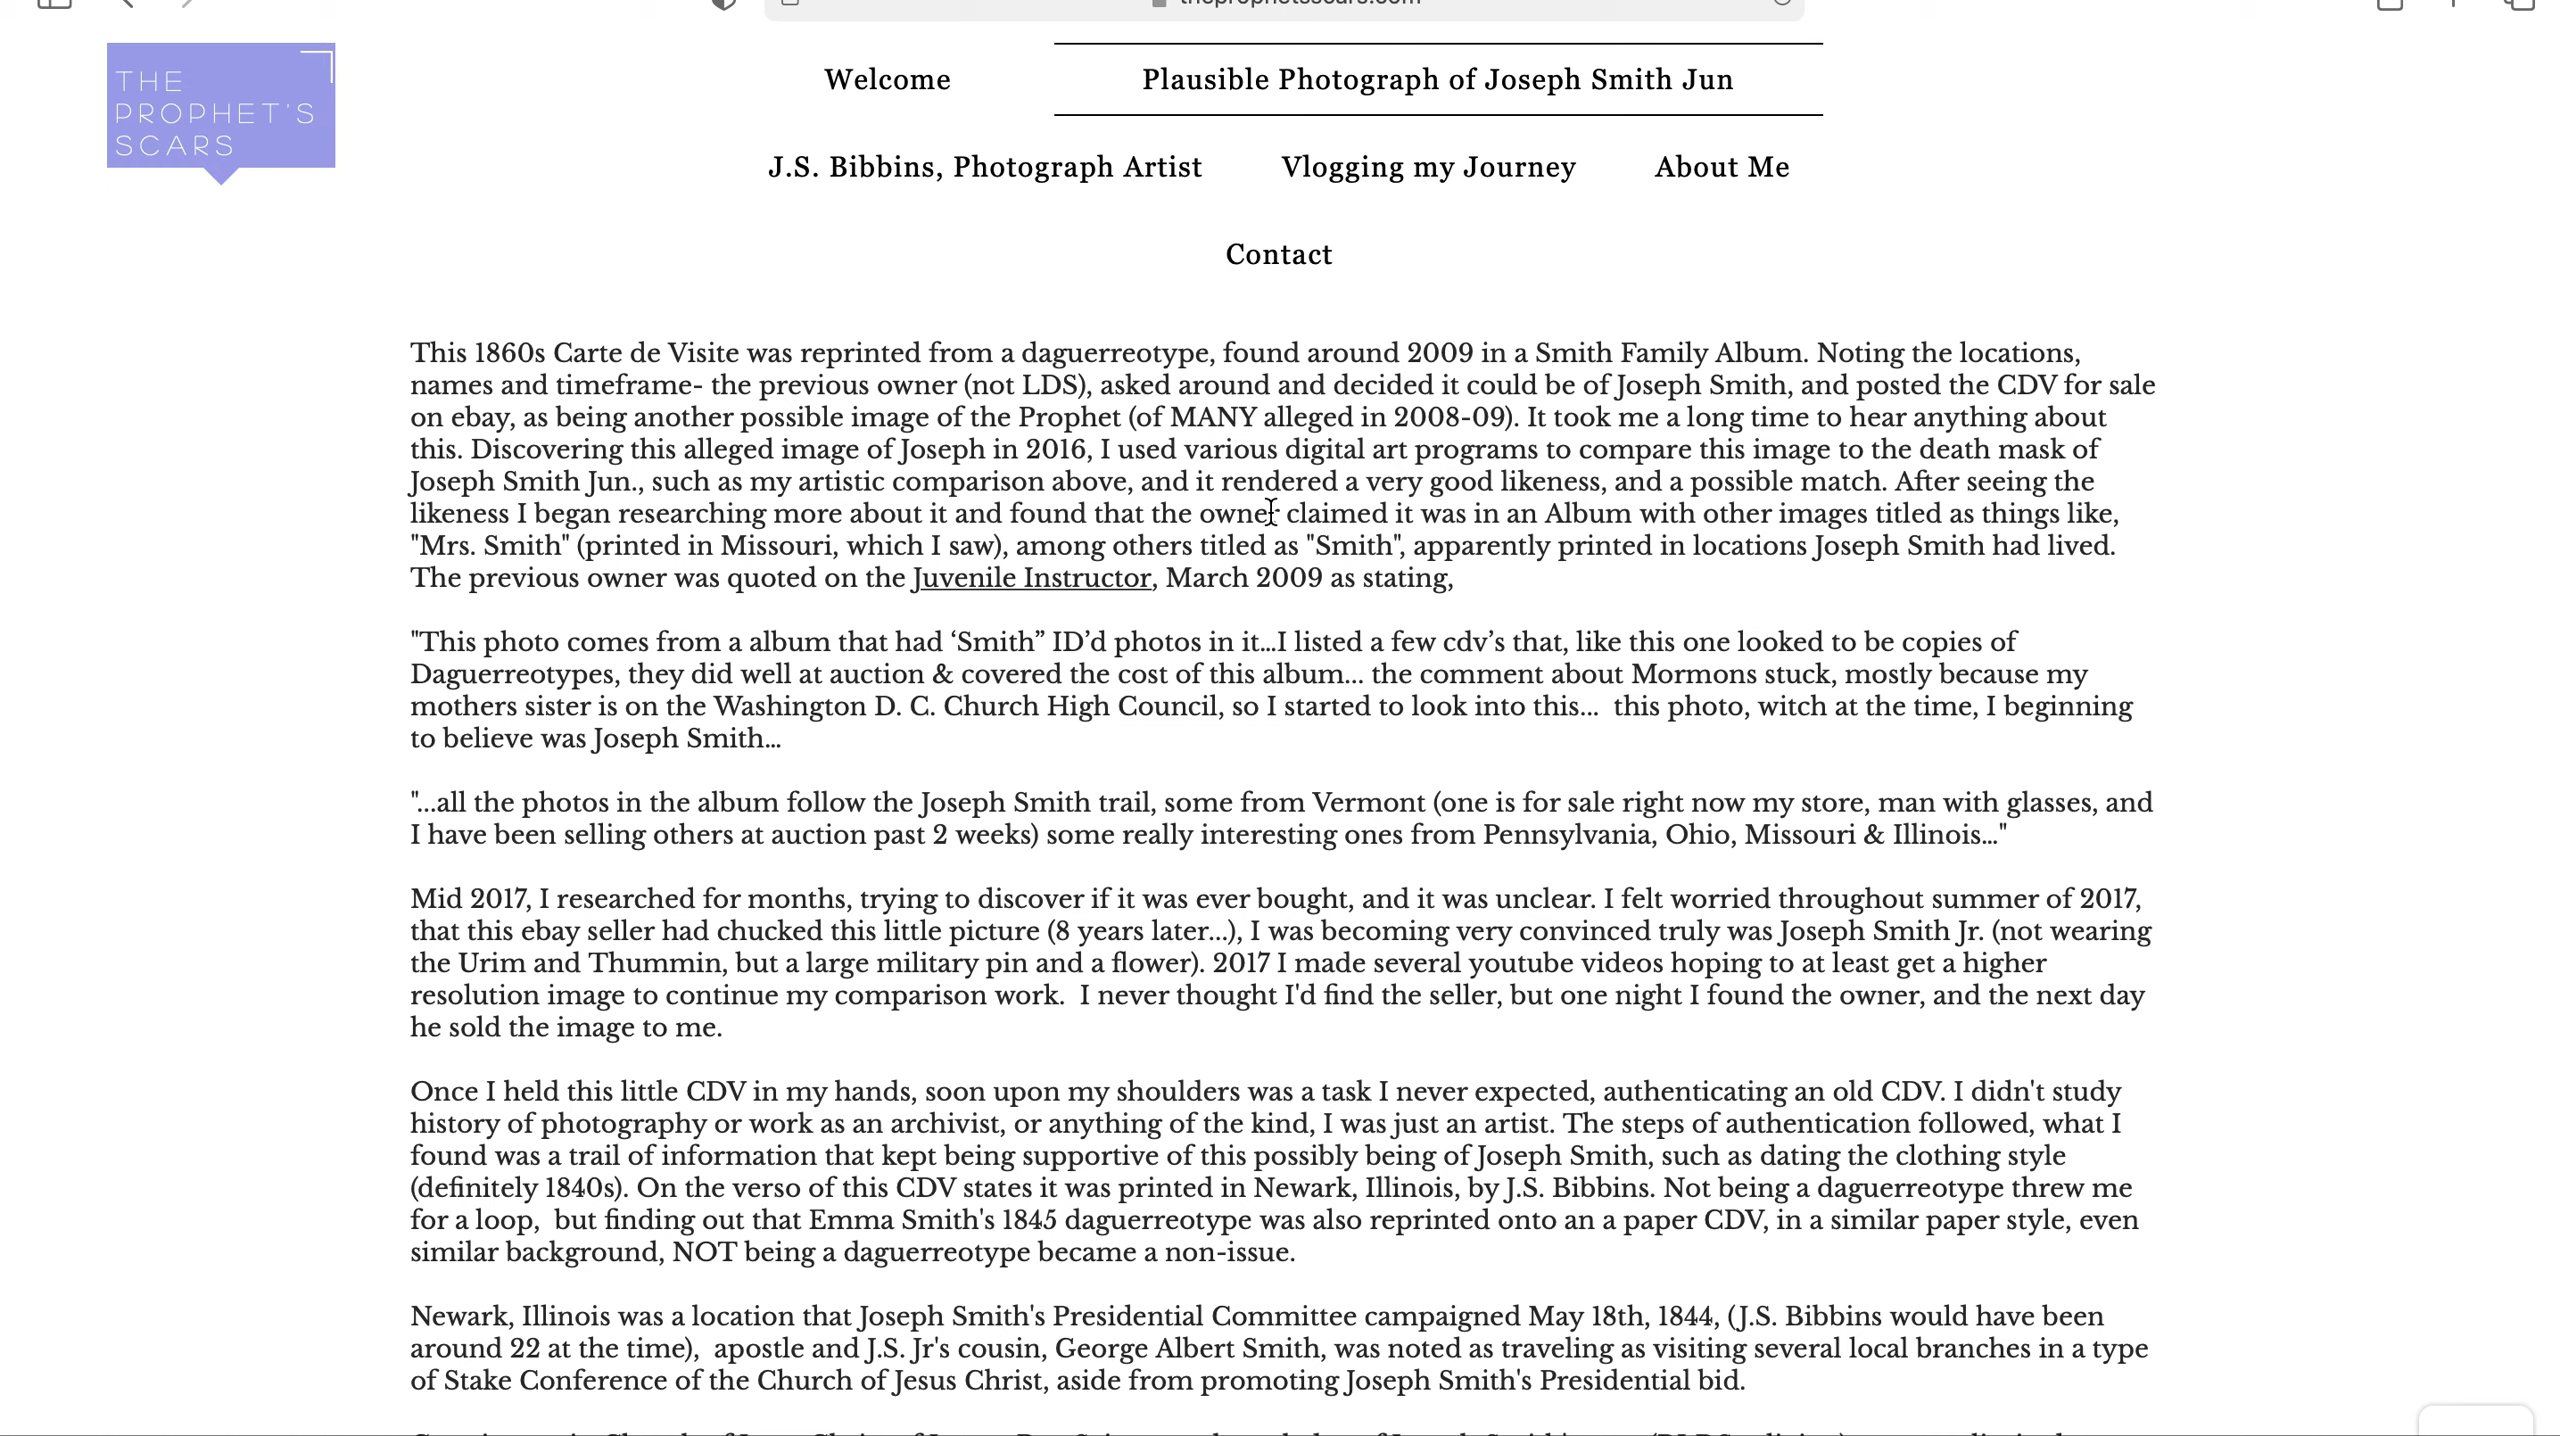 theprophetsscars.com
THE
PROPHET'S
SCARS
Welcome
Plausible Photograph of Joseph Smith Jun
J.S. Bibbins, Photograph Artist
Vlogging my Journey
About Me
Contact
This 1860s Carte de Visite was reprinted from a daguerreotype, found around 2009 in a Smith Family Album. Noting the locations,
names and timeframe- the previous owner (not LDS), asked around and decided it could be of Joseph Smith, and posted the CDV for sale
on ebay, as being another possible image of the Prophet (of MANY alleged in 2008-09). It took me a long time to hear anything about
this. Discovering this alleged image of Joseph in 2016, I used various digital art programs to compare this image to the death mask of
Joseph Smith Jun., such as my artistic comparison above, and it rendered a very good likeness, and a possible match. After seeing the
likeness I began researching more about it and found that the owner claimed it was in an Album with other images titled as things like,
"Mrs. Smith" (printed in Missouri, which I saw), among others titled as "Smith", apparently printed in locations Joseph Smith had lived.
The previous owner was quoted on the Juvenile Instructor, March 2009 as stating,
"This photo comes from a album that had ‘Smith” ID’d photos in it…I listed a few cdv’s that, like this one looked to be copies of
Daguerreotypes, they did well at auction & covered the cost of this album… the comment about Mormons stuck, mostly because my
mothers sister is on the Washington D. C. Church High Council, so I started to look into this…  this photo, witch at the time, I beginning
to believe was Joseph Smith…
"…all the photos in the album follow the Joseph Smith trail, some from Vermont (one is for sale right now my store, man with glasses, and
I have been selling others at auction past 2 weeks) some really interesting ones from Pennsylvania, Ohio, Missouri & Illinois…"
Mid 2017, I researched for months, trying to discover if it was ever bought, and it was unclear. I felt worried throughout summer of 2017,
that this ebay seller had chucked this little picture (8 years later...), I was becoming very convinced truly was Joseph Smith Jr. (not wearing
the Urim and Thummin, but a large military pin and a flower). 2017 I made several youtube videos hoping to at least get a higher
resolution image to continue my comparison work.  I never thought I'd find the seller, but one night I found the owner, and the next day
he sold the image to me.
Once I held this little CDV in my hands, soon upon my shoulders was a task I never expected, authenticating an old CDV. I didn't study
history of photography or work as an archivist, or anything of the kind, I was just an artist. The steps of authentication followed, what I
found was a trail of information that kept being supportive of this possibly being of Joseph Smith, such as dating the clothing style
(definitely 1840s). On the verso of this CDV states it was printed in Newark, Illinois, by J.S. Bibbins. Not being a daguerreotype threw me
for a loop,  but finding out that Emma Smith's 1845 daguerreotype was also reprinted onto an a paper CDV, in a similar paper style, even
similar background, NOT being a daguerreotype became a non-issue.
Newark, Illinois was a location that Joseph Smith's Presidential Committee campaigned May 18th, 1844, (J.S. Bibbins would have been
around 22 at the time),  apostle and J.S. Jr's cousin, George Albert Smith, was noted as traveling as visiting several local branches in a type
of Stake Conference of the Church of Jesus Christ, aside from promoting Joseph Smith's Presidential bid.